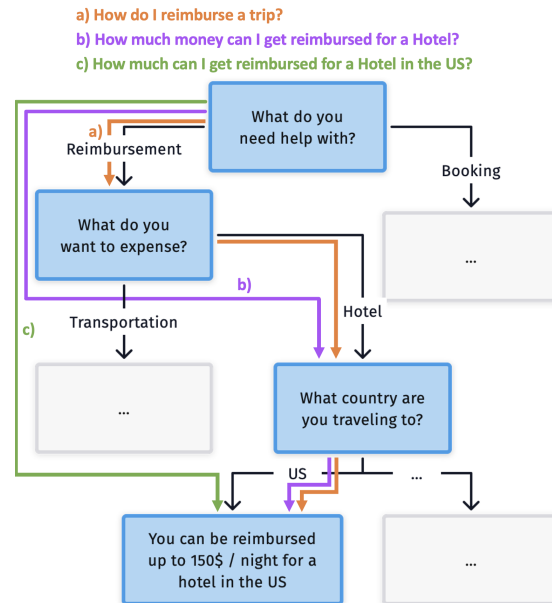 a) How do I reimburse a trip?
b) How much money can I get reimbursed for a Hotel?
c) How much can I get reimbursed for a Hotel in the US?
What do you
need help with?
a)
Reimbursement
Booking
What do you
want to expense?
...
b)
Hotel
Transportation
c)
...
What country are
you traveling to?
US
...
You can be reimbursed
up to 150$ / night for a
hotel in the US
...